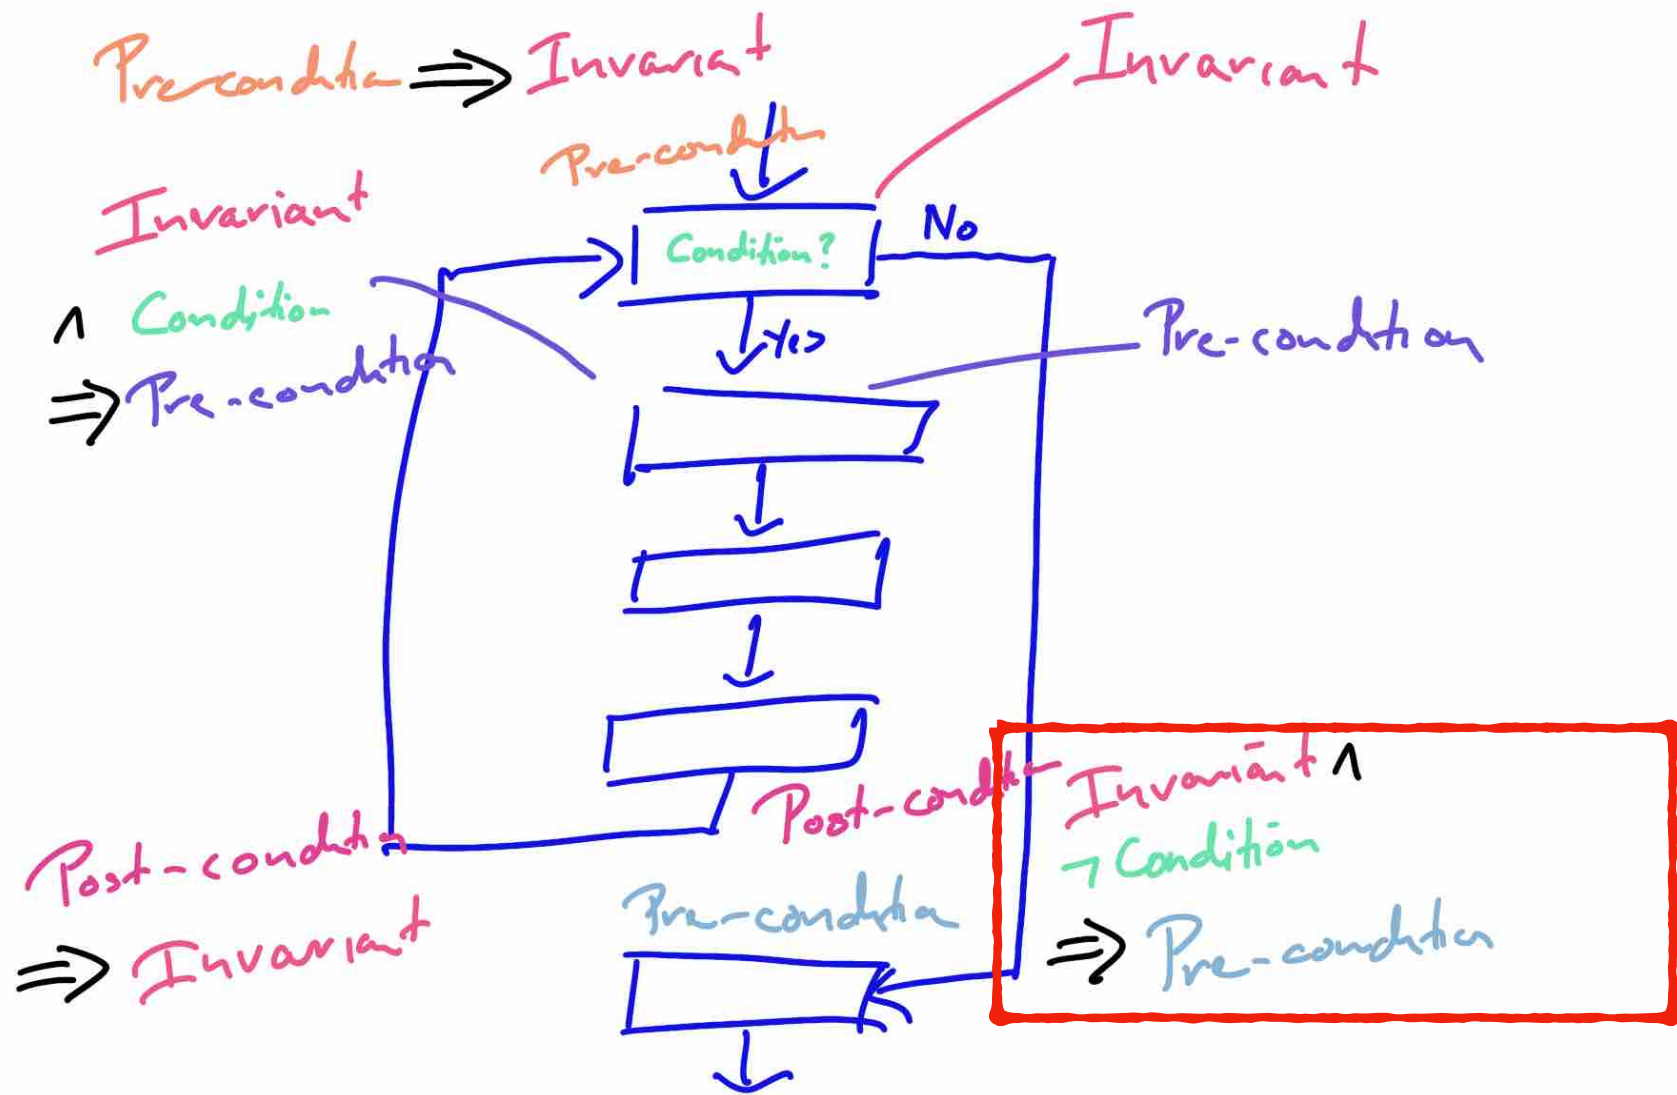 Pre-condition ⇒ Invariant
Invariant
Pre-condition
Invariant
∧ Condition
⇒ Pre-condition
Condition?
No
Yes
Pre-condition
Post-condition
Post-condition
⇒ Invariant
Pre-condition
Invariant ∧
¬ Condition
⇒ Pre-condition